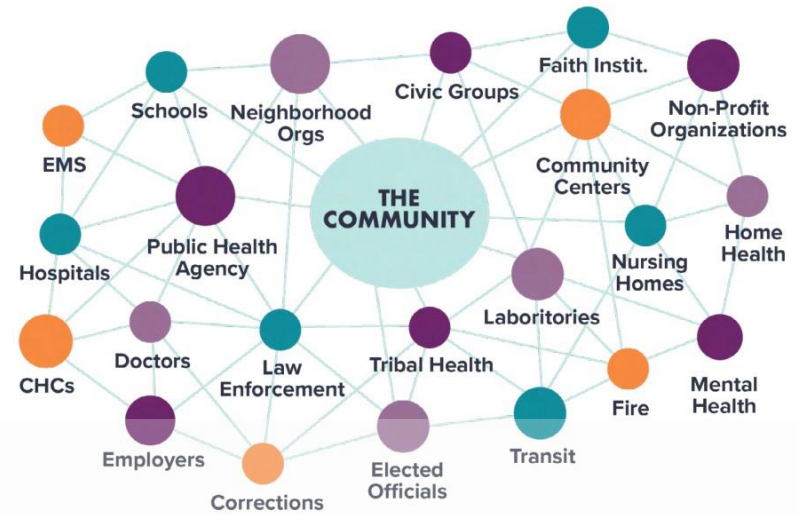 Faith Instit.
Civic Groups
Schools
Neighborhood
Orgs
Non-Profit
Organizations
EMS
Community
Centers
THE
COMMUNITY
Home
Health
Public Health
Agency
Hospitals
Nursing
Homes
Laboritories
Doctors
Law
Enforcement
Tribal Health
CHCs
Fire
Mental
Health
Employers
Elected
Officials
Transit
Corrections